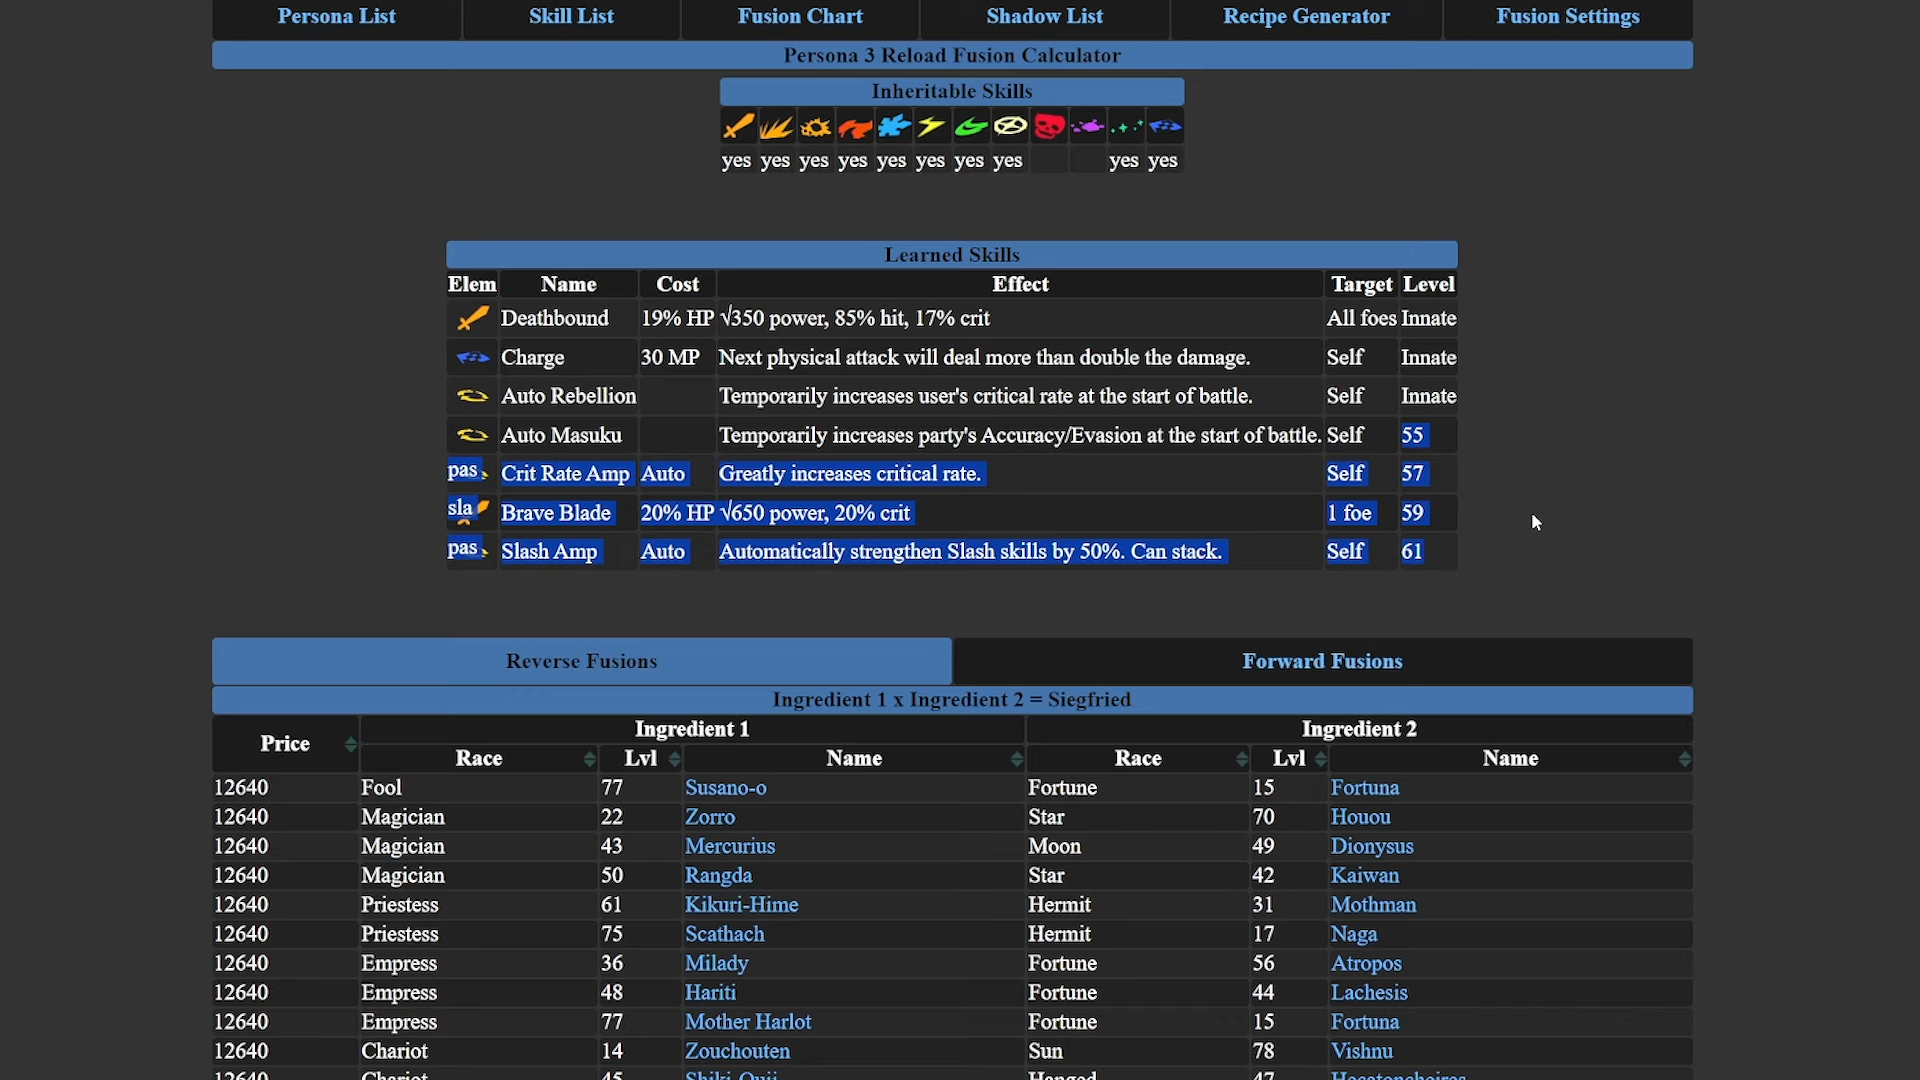 Persona List Skill List Fusion Chart Shadow List Recipe Generator Fusion Settings
Persona 3 Reload Fusion Calculator
Inheritable Skills
yes yes yes yes yes yes yes yes yes yes
Learned Skills
Elem Name Cost Effect Target Level
Deathbound 19% HP √350 power, 85% hit, 17% crit All foes Innate
Charge 30 MP Next physical attack will deal more than double the damage. Self Innate
Auto Rebellion Temporarily increases user's critical rate at the start of battle. Self Innate
Auto Masuku Temporarily increases party's Accuracy/Evasion at the start of battle. Self 55
pas Crit Rate Amp Auto Greatly increases critical rate. Self 57
sla Brave Blade 20% HP √650 power, 20% crit 1 foe 59
pas Slash Amp Auto Automatically strengthen Slash skills by 50%. Can stack. Self 61
Reverse Fusions Forward Fusions
Ingredient 1 x Ingredient 2 = Siegfried
Price Ingredient 1 Ingredient 2
Race Lvl Name Race Lvl Name
12640 Fool 77 Susano-o Fortune 15 Fortuna
12640 Magician 22 Zorro Star 70 Houou
12640 Magician 43 Mercurius Moon 49 Dionysus
12640 Magician 50 Rangda Star 42 Kaiwan
12640 Priestess 61 Kikuri-Hime Hermit 31 Mothman
12640 Priestess 75 Scathach Hermit 17 Naga
12640 Empress 36 Milady Fortune 56 Atropos
12640 Empress 48 Hariti Fortune 44 Lachesis
12640 Empress 77 Mother Harlot Fortune 15 Fortuna
12640 Chariot 14 Zouchouten Sun 78 Vishnu
12640 Chariot 45 Shiki-Ouji Hanged 47 Hecatoncheires